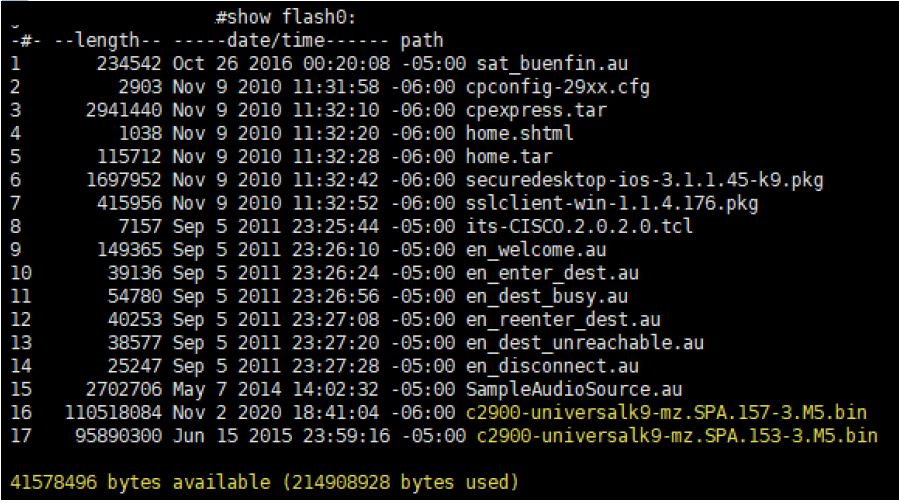 #show flash0:
-#- --length-- -----date/time------ path
1 234542 Oct 26 2016 00:20:08 -05:00 sat_buenfin.au
2 2903 Nov 9 2010 11:31:58 -06:00 cpconfig-29xx.cfg
3 2941440 Nov 9 2010 11:32:10 -06:00 cpexpress.tar
4 1038 Nov 9 2010 11:32:20 -06:00 home.shtml
5 115712 Nov 9 2010 11:32:28 -06:00 home.tar
6 1697952 Nov 9 2010 11:32:42 -06:00 securedesktop-ios-3.1.1.45-k9.pkg
7 415956 Nov 9 2010 11:32:52 -06:00 sslclient-win-1.1.4.176.pkg
8 7157 Sep 5 2011 23:25:44 -05:00 its-CISCO.2.0.2.0.tcl
9 149365 Sep 5 2011 23:26:10 -05:00 en_welcome.au
10 39136 Sep 5 2011 23:26:24 -05:00 en_enter_dest.au
11 54780 Sep 5 2011 23:26:56 -05:00 en_dest_busy.au
12 40253 Sep 5 2011 23:27:08 -05:00 en_reenter_dest.au
13 38577 Sep 5 2011 23:27:20 -05:00 en_dest_unreachable.au
14 25247 Sep 5 2011 23:27:28 -05:00 en_disconnect.au
15 2702706 May 7 2014 14:02:32 -05:00 SampleAudioSource.au
16 110518084 Nov 2 2020 18:41:04 -06:00 c2900-universalk9-mz.SPA.157-3.M5.bin
17 95890300 Jun 15 2015 23:59:16 -05:00 c2900-universalk9-mz.SPA.153-3.M5.bin
41578496 bytes available (214908928 bytes used)